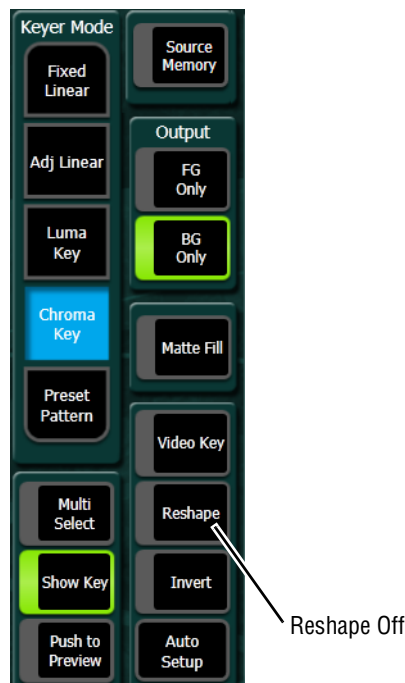 Keyer Mode
Fixed
Linear
Adj Linear
Luma
Key
Chroma
Key
Preset
Pattern
Multi
Select
Show Key
Push to
Preview
Source
Memory
Output
FG
Only
BG
Only
Matte Fill
Video Key
Reshape
Invert
Auto
Setup
Reshape Off